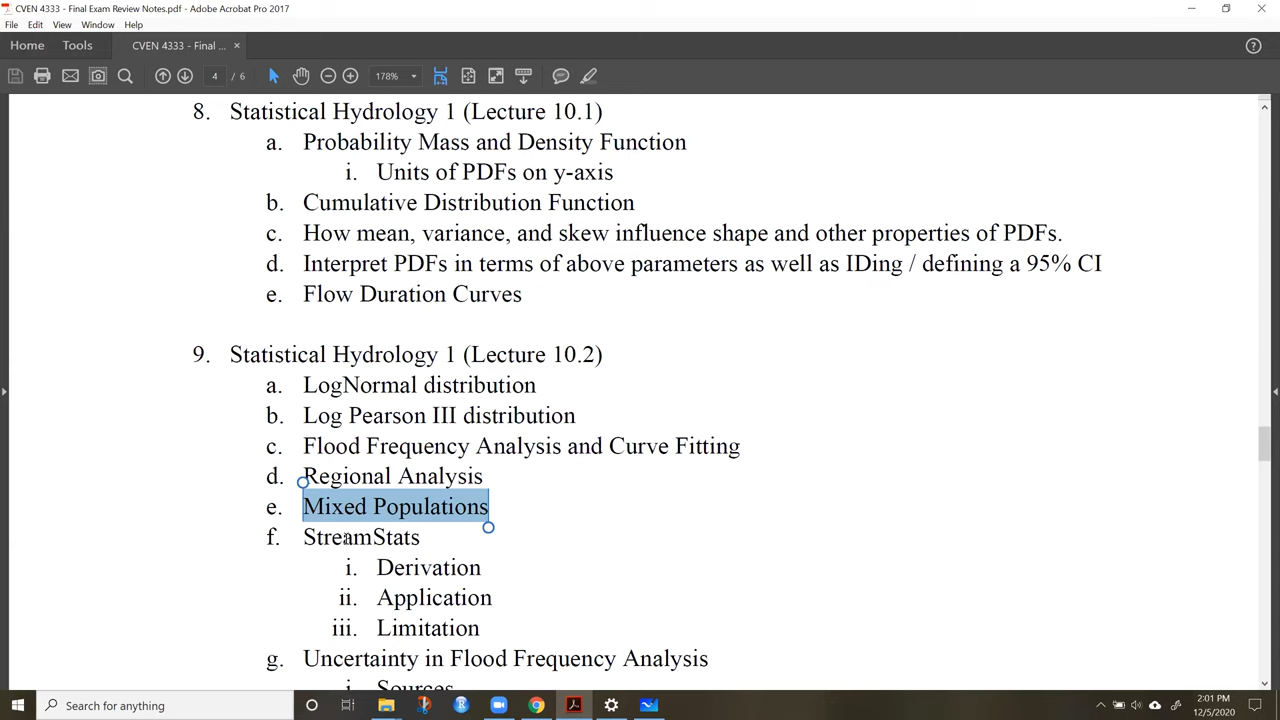 CVEN 4333 - Final Exam Review Notes.pdf - Adobe Acrobat Pro 2017
File Edit View Window Help
Home Tools CVEN 4333 - Final ... ×
4 / 6 178%
8. Statistical Hydrology 1 (Lecture 10.1)
a. Probability Mass and Density Function
i. Units of PDFs on y-axis
b. Cumulative Distribution Function
c. How mean, variance, and skew influence shape and other properties of PDFs.
d. Interpret PDFs in terms of above parameters as well as IDing / defining a 95% CI
e. Flow Duration Curves
9. Statistical Hydrology 1 (Lecture 10.2)
a. LogNormal distribution
b. Log Pearson III distribution
c. Flood Frequency Analysis and Curve Fitting
d. Regional Analysis
e. Mixed Populations
f. StreamStats
i. Derivation
ii. Application
iii. Limitation
g. Uncertainty in Flood Frequency Analysis
i. Sources
Type here to search
2:01 PM
12/5/2020